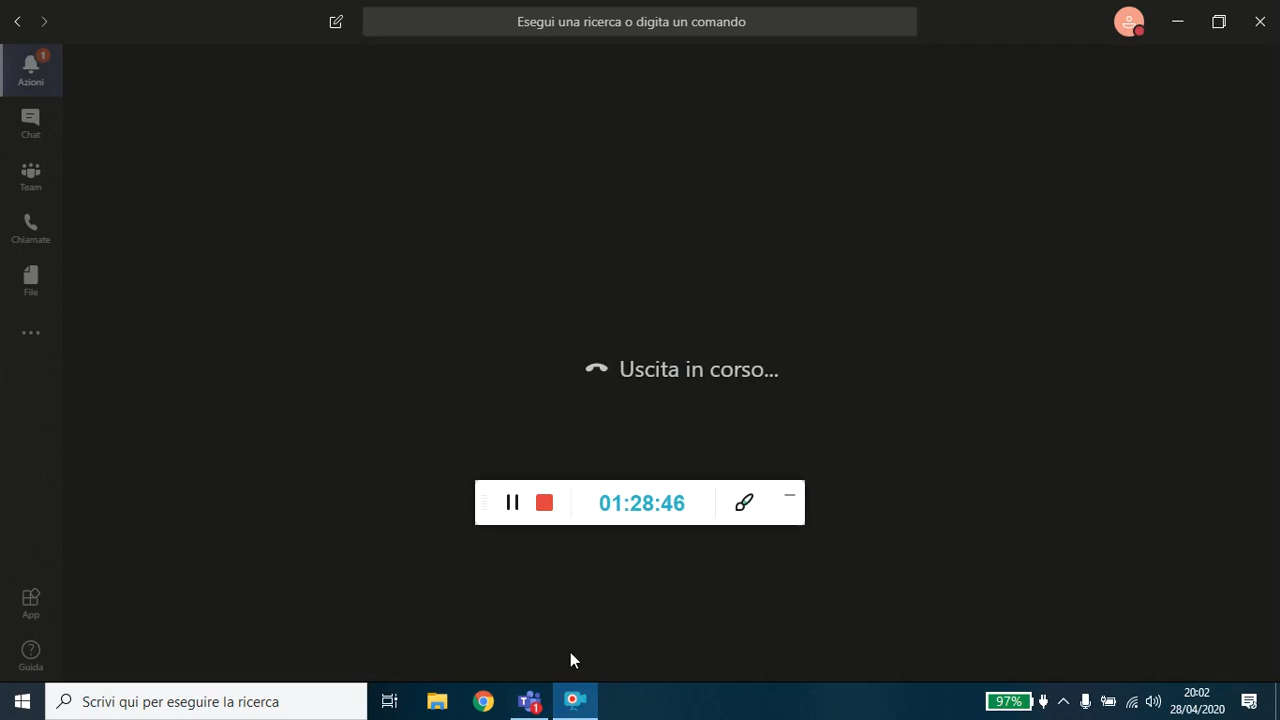 Esegui una ricerca o digita un comando
1
Azioni
Chat
Team
Chiamate
File
Uscita in corso...
01:28:46
App
Guida
Scrivi qui per eseguire la ricerca
1
97%
20:02
28/04/2020